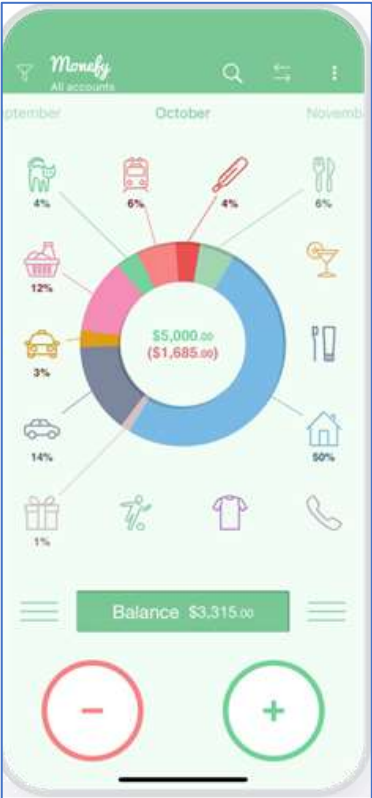 Monefy
All accounts
ptember October Novemb
4% 6% 4% 6%
12%
$5,000.00
($1,685.00)
3%
14% 50%
1%
Balance $3,315.00